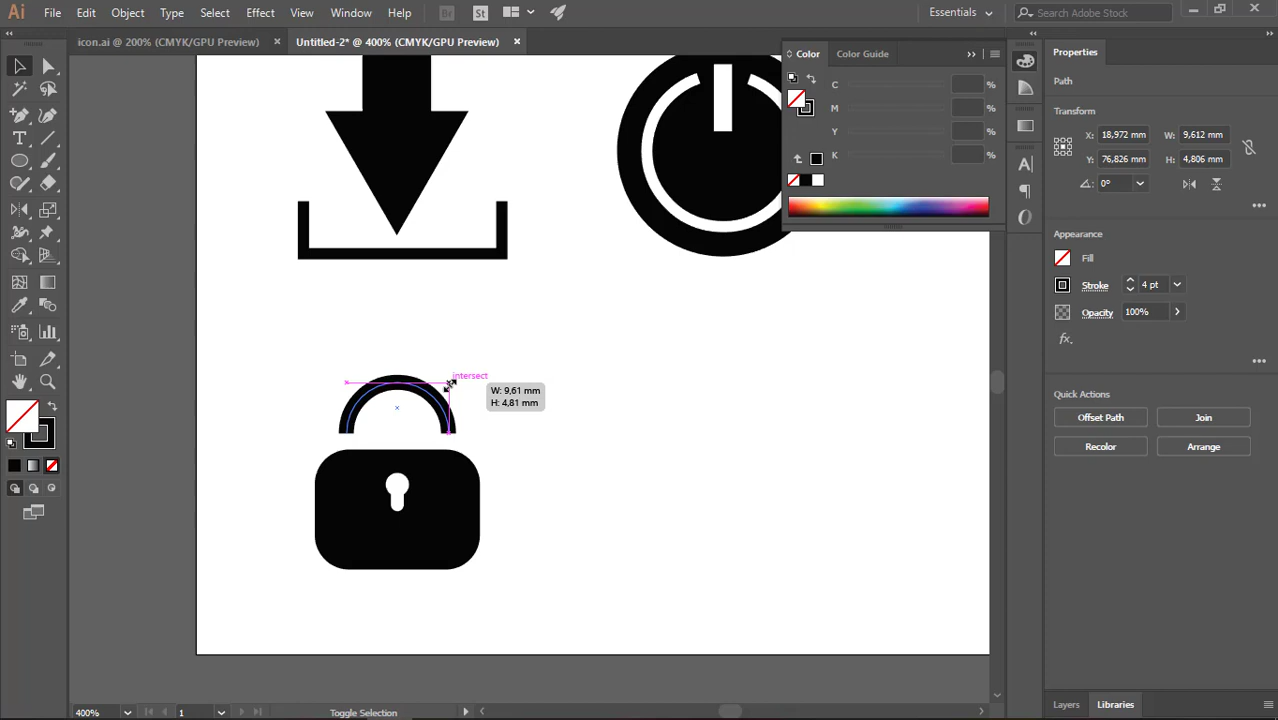 Ai File Edit Object Type Select Effect View Window Help Br St Essentials Search Adobe Stock
icon.ai @ 200% (CMYK/GPU Preview) × Untitled-2* @ 400% (CMYK/GPU Preview) ×
Color Color Guide
C %
M %
Y %
K %
Properties
Path
Transform
X: 18,972 mm W: 9,612 mm
Y: 76,826 mm H: 4,806 mm
0°
Appearance
Fill
Stroke 4 pt
Opacity 100%
fx.
Quick Actions
Offset Path Join
Recolor Arrange
intersect
W: 9,61 mm
H: 4,81 mm
400% 1 Toggle Selection
Layers Libraries